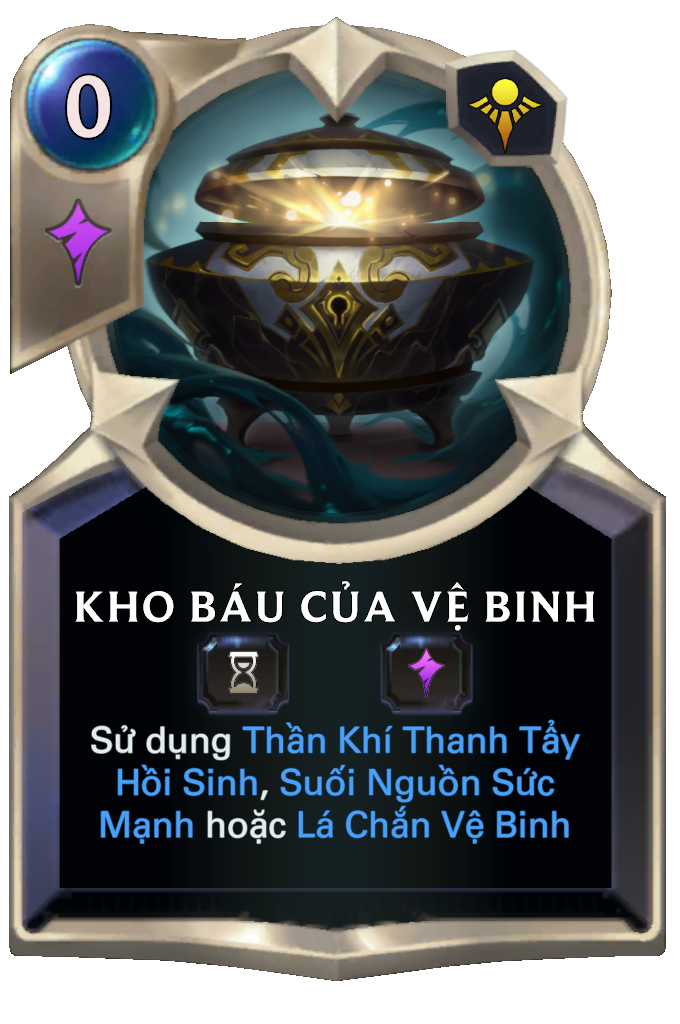 0
KHO BÁU CỦA VỆ BINH
Sử dụng Thần Khí Thanh Tẩy
Hồi Sinh, Suối Nguồn Sức
Mạnh hoặc Lá Chắn Vệ Binh